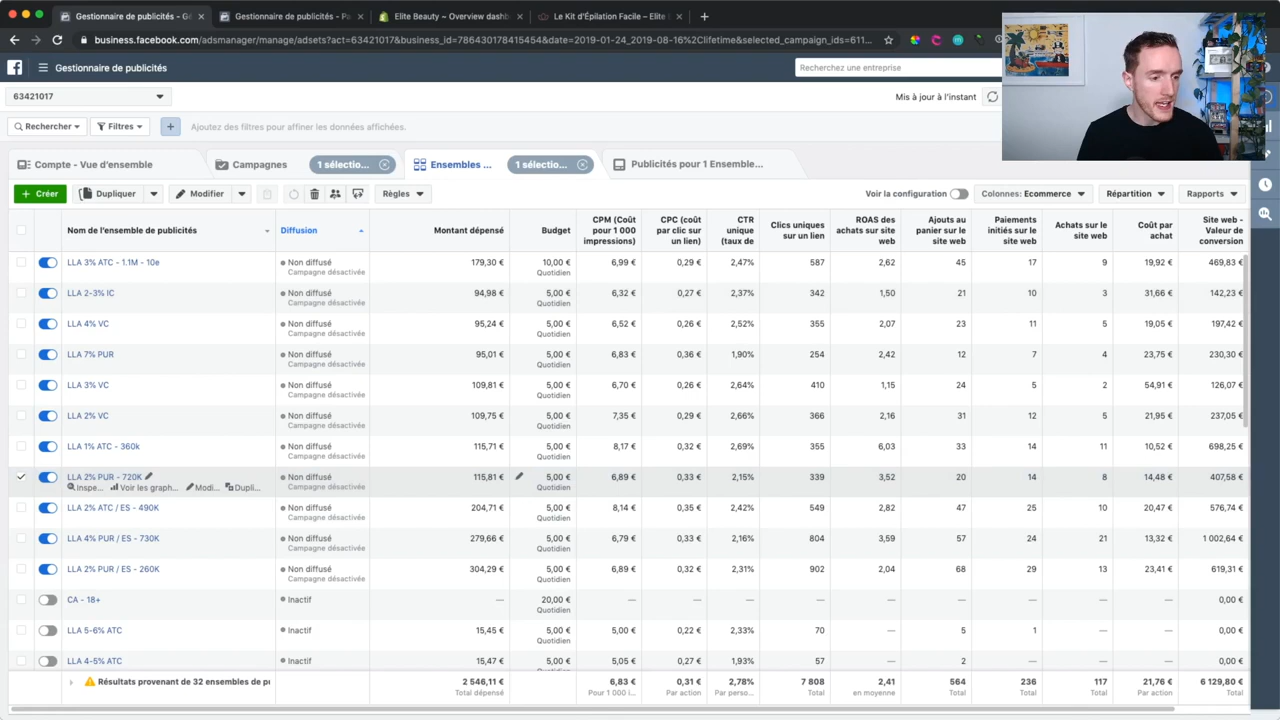 Gestionnaire de publicités - Gé
Gestionnaire de publicités - Pa
Elite Beauty ~ Overview dashb
Le Kit d'Épilation Facile – Elite
business.facebook.com/adsmanager/manage/ad
Gestionnaire de publicités
Recherchez une entreprise
63421017
Mis à jour à l'instant
Rechercher
Filtres
Ajoutez des filtres pour affiner les données affichées.
Compte - Vue d'ensemble
Campagnes
1 sélectio...
Ensembles ...
1 sélectio...
Publicités pour 1 Ensemble...
+ Créer
Dupliquer
Modifier
Règles
Voir la configuration
Colonnes: Ecommerce
Répartition
Rapports
Nom de l'ensemble de publicités
Diffusion
Montant dépensé
Budget
CPM (Coût pour 1 000 impressions)
CPC (coût par clic sur un lien)
CTR unique (taux de
Clics uniques sur un lien
ROAS des achats sur site web
Ajouts au panier sur le site web
Paiements initiés sur le site web
Achats sur le site web
Coût par achat
Site web - Valeur de conversion
LLA 3% ATC - 1.1M - 10e Non diffusé 179,30 € 10,00 € 6,99 € 0,29 € 2,47% 587 2,62 45 17 9 19,92 € 469,83 €
Campagne désactivée Quotidien
LLA 2-3% IC Non diffusé 94,98 € 5,00 € 6,32 € 0,27 € 2,37% 342 1,50 21 10 3 31,66 € 142,23 €
Campagne désactivée Quotidien
LLA 4% VC Non diffusé 95,24 € 5,00 € 6,52 € 0,26 € 2,52% 355 2,07 23 11 5 19,05 € 197,42 €
Campagne désactivée Quotidien
LLA 7% PUR Non diffusé 95,01 € 5,00 € 6,83 € 0,36 € 1,90% 254 2,42 12 7 4 23,75 € 230,30 €
Campagne désactivée Quotidien
LLA 3% VC Non diffusé 109,81 € 5,00 € 6,70 € 0,26 € 2,64% 410 1,15 24 5 2 54,91 € 126,07 €
Campagne désactivée Quotidien
LLA 2% VC Non diffusé 109,75 € 5,00 € 7,35 € 0,29 € 2,66% 366 2,16 31 12 5 21,95 € 237,05 €
Campagne désactivée Quotidien
LLA 1% ATC - 360k Non diffusé 115,71 € 5,00 € 8,17 € 0,32 € 2,69% 355 6,03 33 14 11 10,52 € 698,25 €
Campagne désactivée Quotidien
LLA 2% PUR - 720K Non diffusé 115,81 € 5,00 € 6,89 € 0,33 € 2,15% 339 3,52 20 14 8 14,48 € 407,58 €
Inspe... Voir les graph... Modi... Dupli... Campagne désactivée Quotidien
LLA 2% ATC / ES - 490K Non diffusé 204,71 € 5,00 € 8,14 € 0,35 € 2,42% 549 2,82 47 25 10 20,47 € 576,74 €
Campagne désactivée Quotidien
LLA 4% PUR / ES - 730K Non diffusé 279,66 € 5,00 € 6,79 € 0,33 € 2,16% 804 3,59 57 24 21 13,32 € 1 002,64 €
Campagne désactivée Quotidien
LLA 2% PUR / ES - 260K Non diffusé 304,29 € 5,00 € 6,89 € 0,32 € 2,31% 902 2,04 68 29 13 23,41 € 619,31 €
Campagne désactivée Quotidien
CA - 18+ Inactif — 20,00 € — — — — — — — — — 0,00 €
Quotidien
LLA 5-6% ATC Inactif 15,45 € 5,00 € 5,00 € 0,22 € 2,33% 70 — 5 1 — — 0,00 €
Quotidien
LLA 4-5% ATC Inactif 15,47 € 5,00 € 5,05 € 0,27 € 1,93% 57 — 2 — — — 0,00 €
Résultats provenant de 32 ensembles de pu 2 546,11 € 6,83 € 0,31 € 2,78% 7 808 2,41 564 236 117 21,76 € 6 129,80 €
Total dépensé Pour 1 000 i... Par action Par perso... Total en moyenne Total Total Total Par action Total